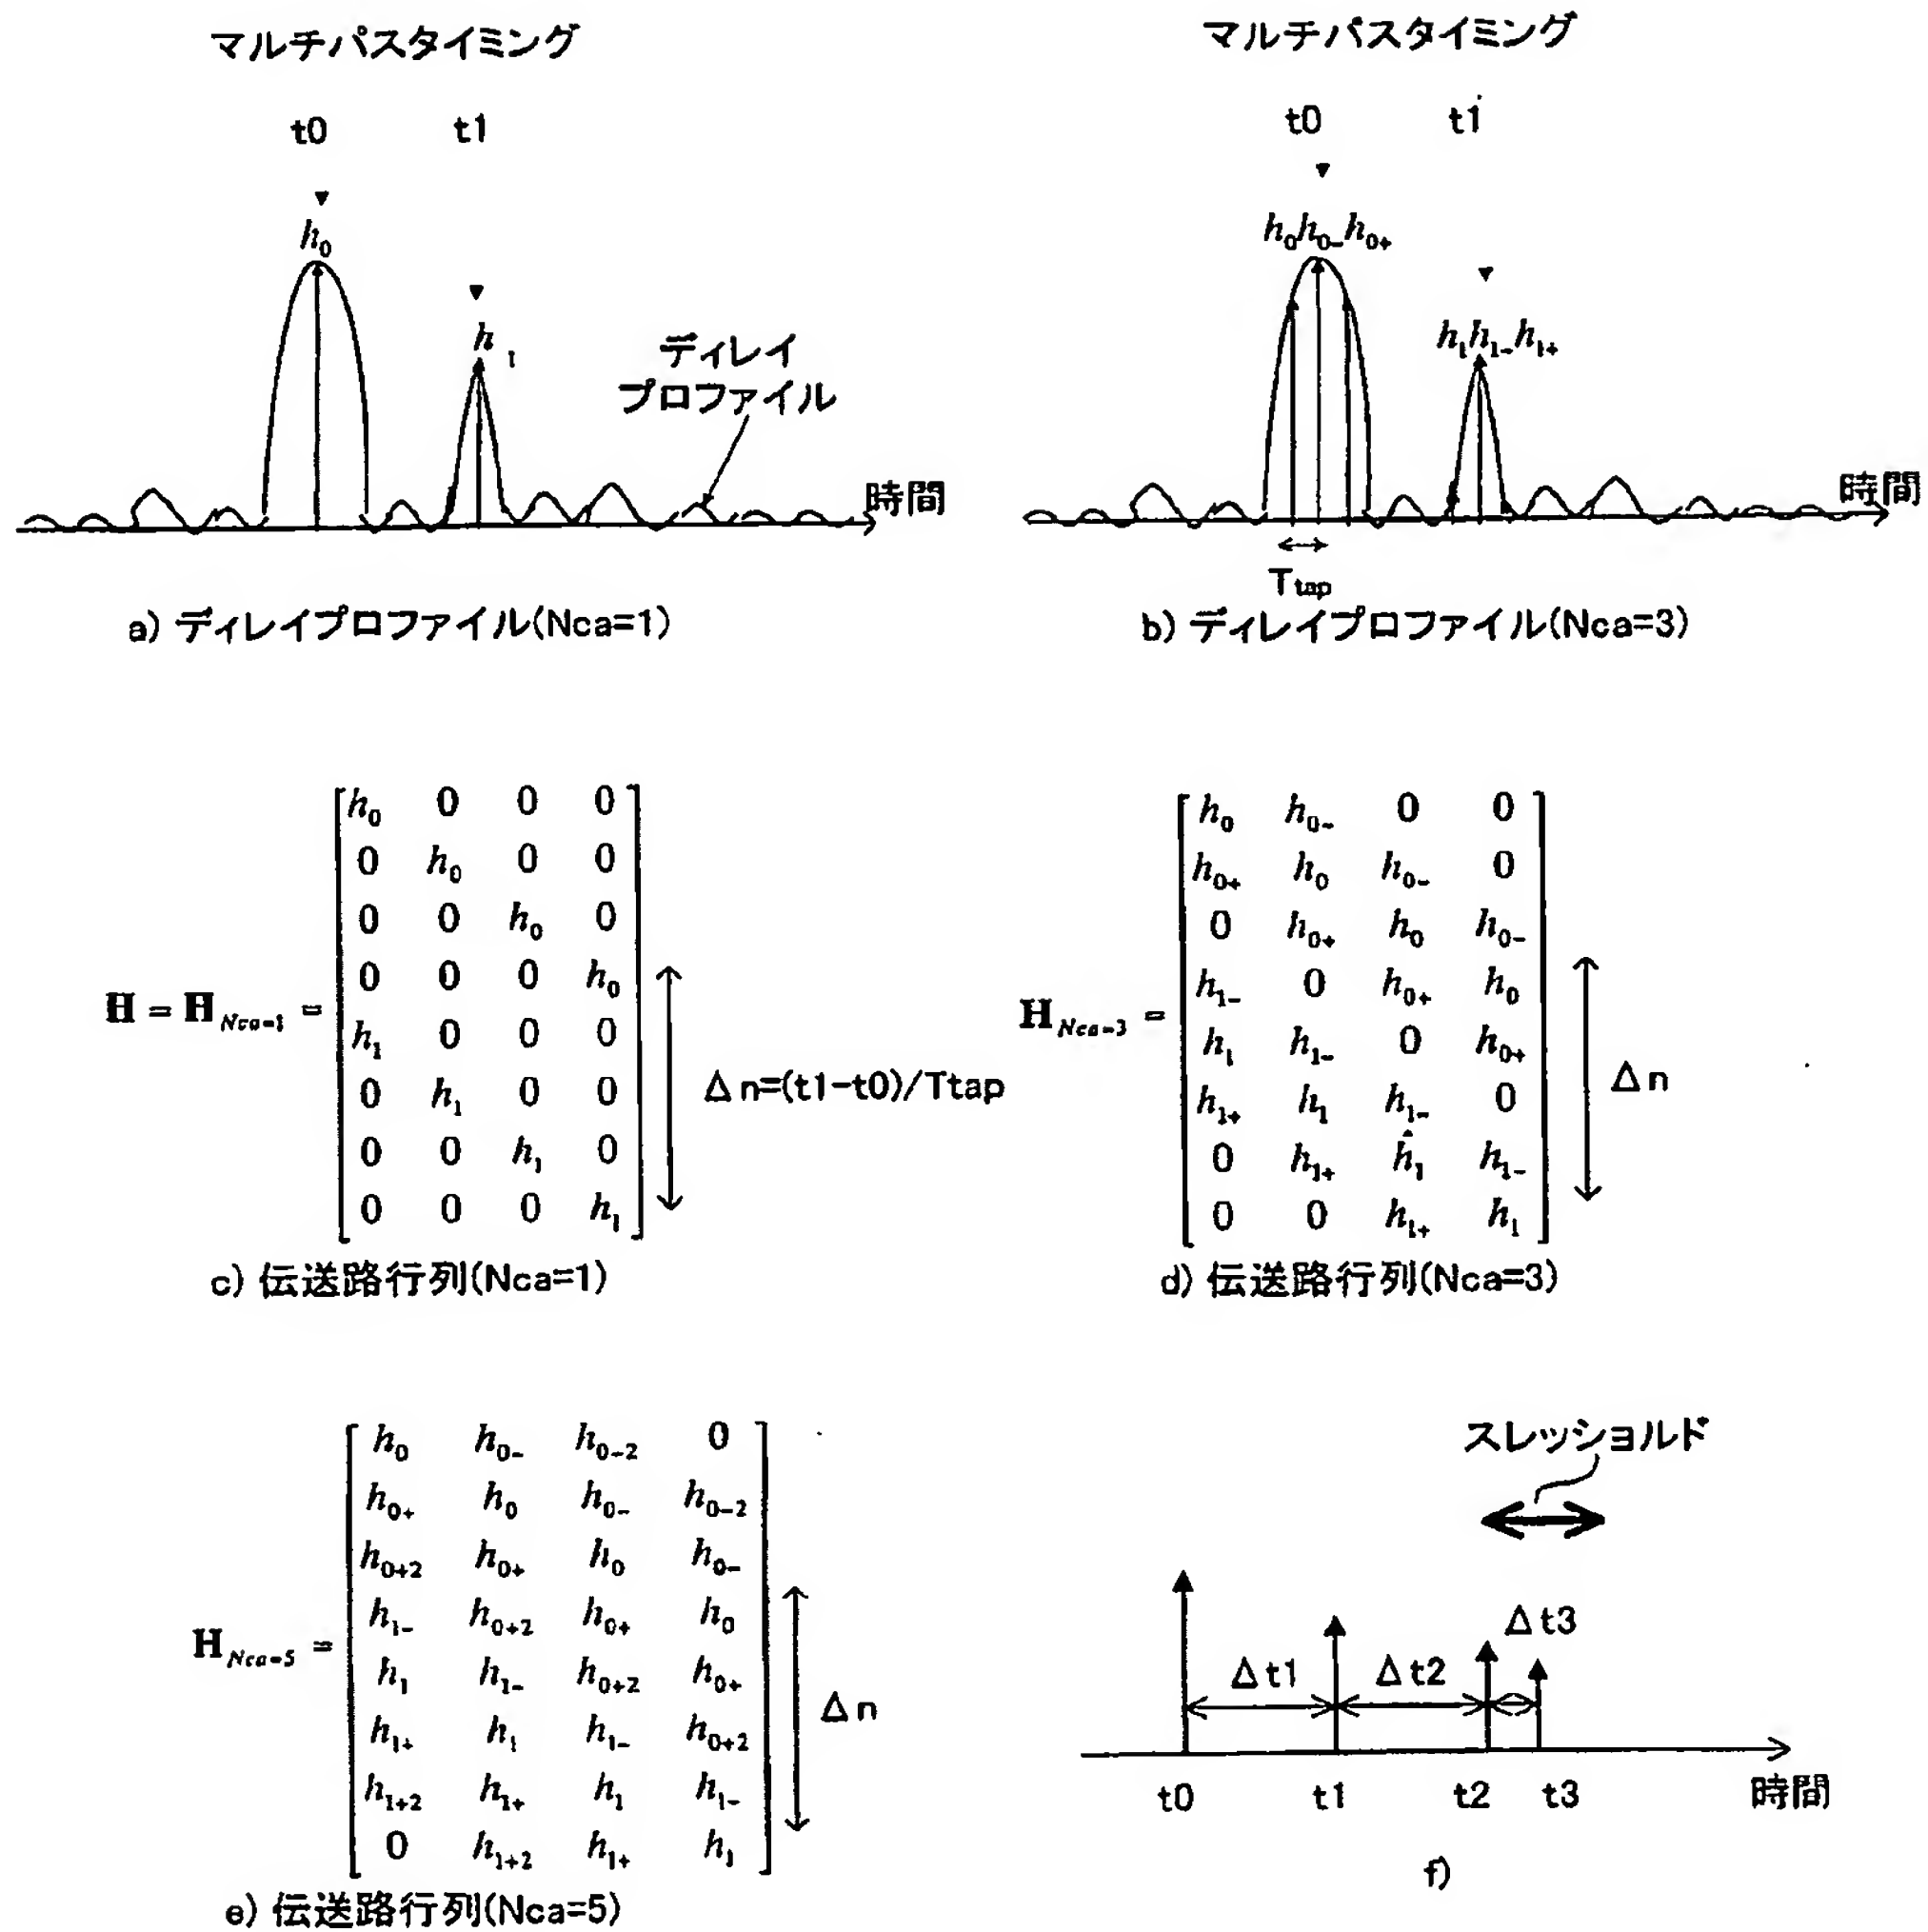 マルチパスタイミング
t0 t1
h₀
h₁
ディレイ
プロファイル
時間
a) ディレイプロファイル(Nca=1)
マルチパスタイミング
t0 t1
h₀h₀₋h₀₊
h₁h₁₋h₁₊
時間
Ttap
b) ディレイプロファイル(Nca=3)
h₀ 0 0 0
0 h₀ 0 0
0 0 h₀ 0
0 0 0 h₀
H = H Nca=1 =
h₁ 0 0 0
0 h₁ 0 0
Δn=(t1-t0)/Ttap
0 0 h₁ 0
0 0 0 h₁
c) 伝送路行列(Nca=1)
h₀ h₀₋ 0 0
h₀₊ h₀ h₀₋ 0
0 h₀₊ h₀ h₀₋
h₁₋ 0 h₀₊ h₀
H Nca=3 =
h₁ h₁₋ 0 h₀₊
h₁₊ h₁ h₁₋ 0
Δn
0 h₁₊ h₁ h₁₋
0 0 h₁₊ h₁
d) 伝送路行列(Nca=3)
h₀ h₀₋ h₀₋₂ 0
h₀₊ h₀ h₀₋ h₀₋₂
h₀₊₂ h₀₊ h₀ h₀₋
h₁₋ h₀₊₂ h₀₊ h₀
H Nca=5 =
h₁ h₁₋ h₀₊₂ h₀₊
h₁₊ h₁ h₁₋ h₀₊₂
Δn
h₁₊₂ h₁₊ h₁ h₁₋
0 h₁₊₂ h₁₊ h₁
e) 伝送路行列(Nca=5)
スレッショルド
Δt1 Δt2 Δt3
t0 t1 t2 t3 時間
f)